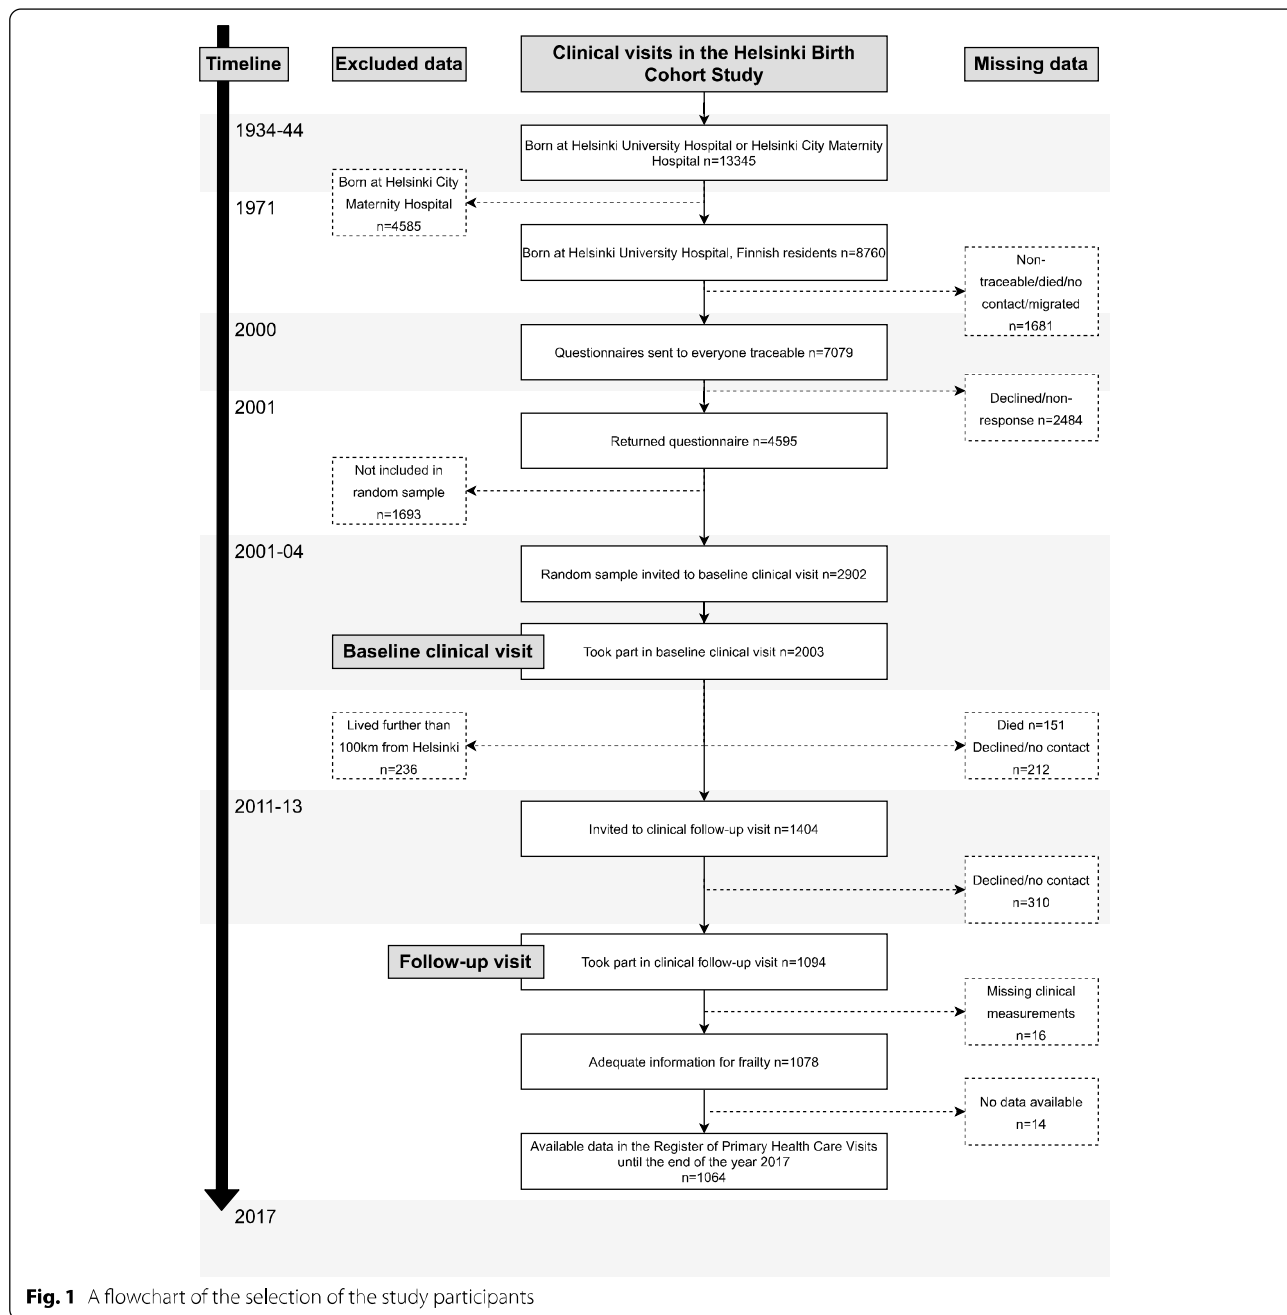 Timeline
Excluded data
Clinical visits in the Helsinki Birth
Cohort Study
Missing data
1934-44
Born at Helsinki University Hospital or Helsinki City Maternity
Hospital n=13345
Born at Helsinki City
Maternity Hospital
n=4585
1971
Born at Helsinki University Hospital, Finnish residents n=8760
Non-
traceable/died/no
contact/migrated
n=1681
2000
Questionnaires sent to everyone traceable n=7079
Declined/non-
response n=2484
2001
Returned questionnaire n=4595
Not included in
random sample
n=1693
2001-04
Random sample invited to baseline clinical visit n=2902
Baseline clinical visit
Took part in baseline clinical visit n=2003
Lived further than
100km from Helsinki
n=236
Died n=151
Declined/no contact
n=212
2011-13
Invited to clinical follow-up visit n=1404
Declined/no contact
n=310
Follow-up visit
Took part in clinical follow-up visit n=1094
Missing clinical
measurements
n=16
Adequate information for frailty n=1078
No data available
n=14
Available data in the Register of Primary Health Care Visits
until the end of the year 2017
n=1064
2017
Fig. 1 A flowchart of the selection of the study participants